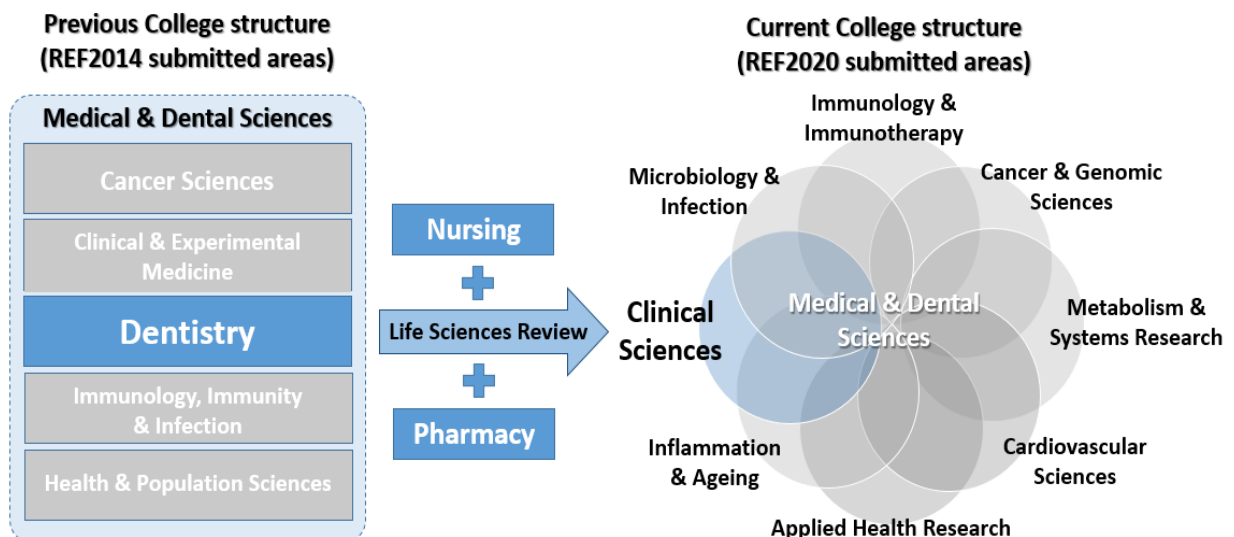 Previous College structure
(REF2014 submitted areas)
Medical & Dental Sciences
Cancer Sciences
Clinical & Experimental
Medicine
Dentistry
Immunology, Immunity
& Infection
Health & Population Sciences
Nursing
Life Sciences Review
Pharmacy
Current College structure
(REF2020 submitted areas)
Immunology &
Immunotherapy
Microbiology &
Infection
Cancer & Genomic
Sciences
Clinical
Sciences
Medical & Dental
Sciences
Metabolism &
Systems Research
Inflammation
& Ageing
Cardiovascular
Sciences
Applied Health Research